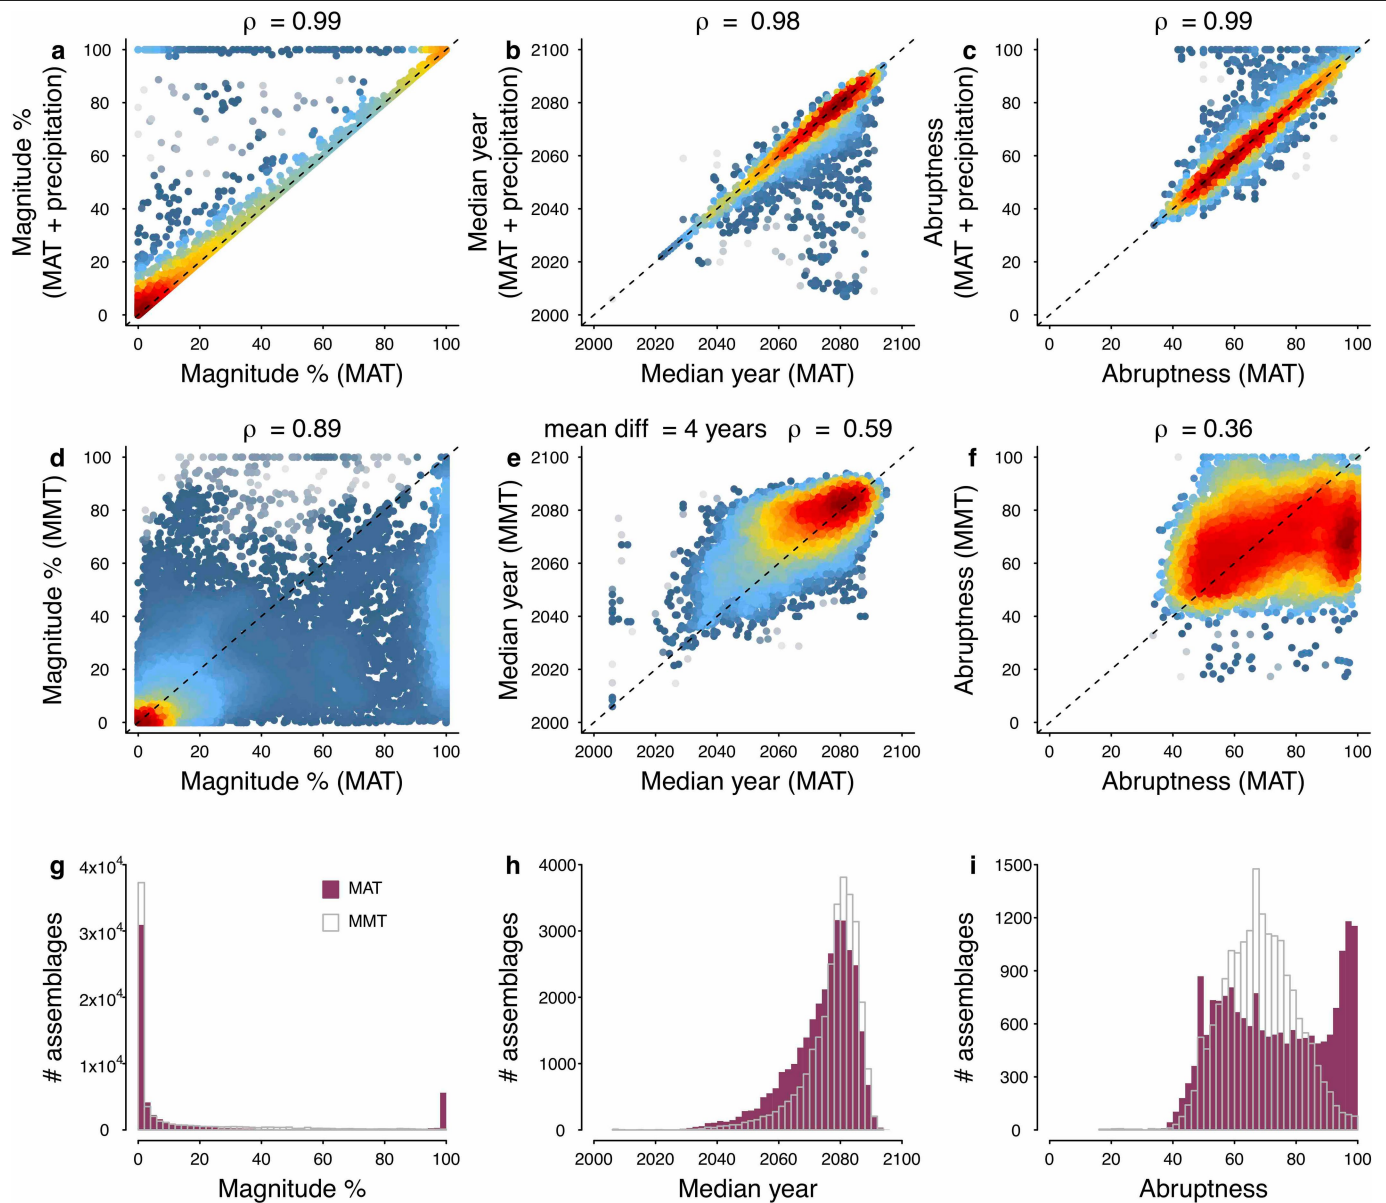 ρ = 0.99
a
100
80
60
40
20
0
Magnitude %
(MAT + precipitation)
0 20 40 60 80 100
Magnitude % (MAT)
ρ = 0.98
b
2100
2080
2060
2040
2020
2000
Median year
(MAT + precipitation)
2000 2020 2040 2060 2080 2100
Median year (MAT)
ρ = 0.99
c
100
80
60
40
20
0
Abruptness
(MAT + precipitation)
0 20 40 60 80 100
Abruptness (MAT)
ρ = 0.89
d
100
80
60
40
20
0
Magnitude % (MMT)
0 20 40 60 80 100
Magnitude % (MAT)
mean diff = 4 years ρ = 0.59
e
2100
2080
2060
2040
2020
2000
Median year (MMT)
2000 2020 2040 2060 2080 2100
Median year (MAT)
ρ = 0.36
f
100
80
60
40
20
0
Abruptness (MMT)
0 20 40 60 80 100
Abruptness (MAT)
g
4x10⁴
3x10⁴
2x10⁴
1x10⁴
0
# assemblages
MAT
MMT
0 20 40 60 80 100
Magnitude %
h
4000
3000
2000
1000
0
# assemblages
2000 2020 2040 2060 2080 2100
Median year
i
1500
1200
900
600
300
0
# assemblages
0 20 40 60 80 100
Abruptness